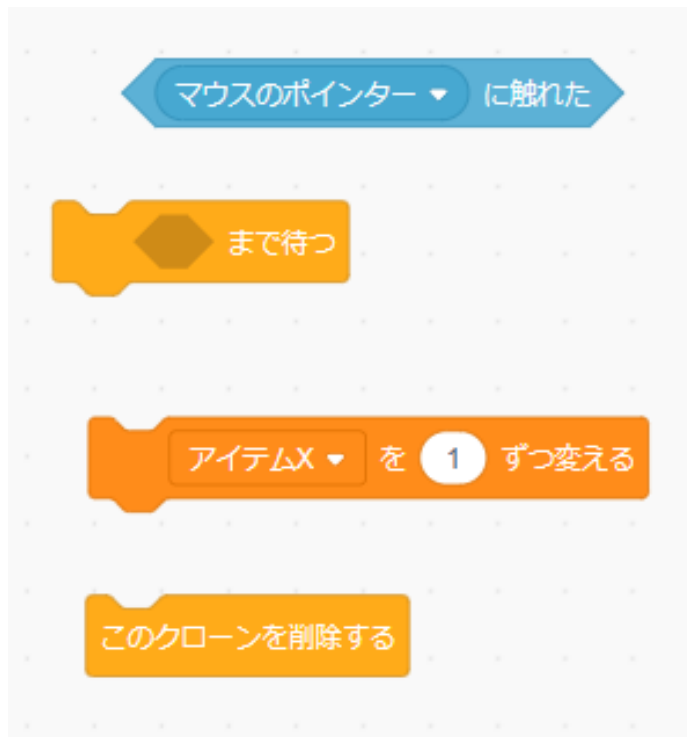 マウスのポインター に触れた
まで待つ
アイテムX を 1 ずつ変える
このクローンを削除する